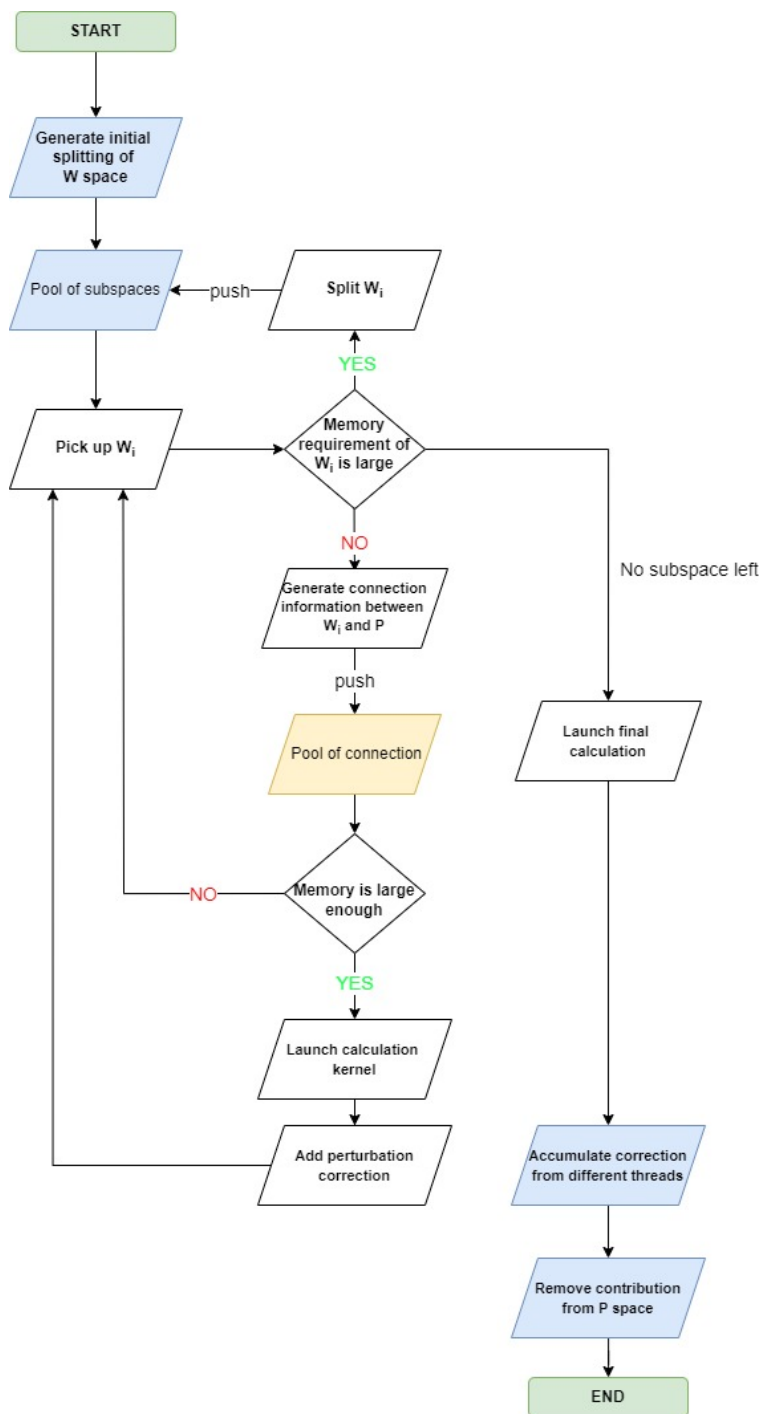 START
Generate initial
splitting of
W space
Pool of subspaces
push
Split Wᵢ
YES
Pick up Wᵢ
Memory
requirement of
Wᵢ is large
NO
No subspace left
Generate connection
information between
Wᵢ and P
push
Pool of connection
Launch final
calculation
Memory is large
enough
NO
YES
Launch calculation
kernel
Add perturbation
correction
Accumulate correction
from different threads
Remove contribution
from P space
END